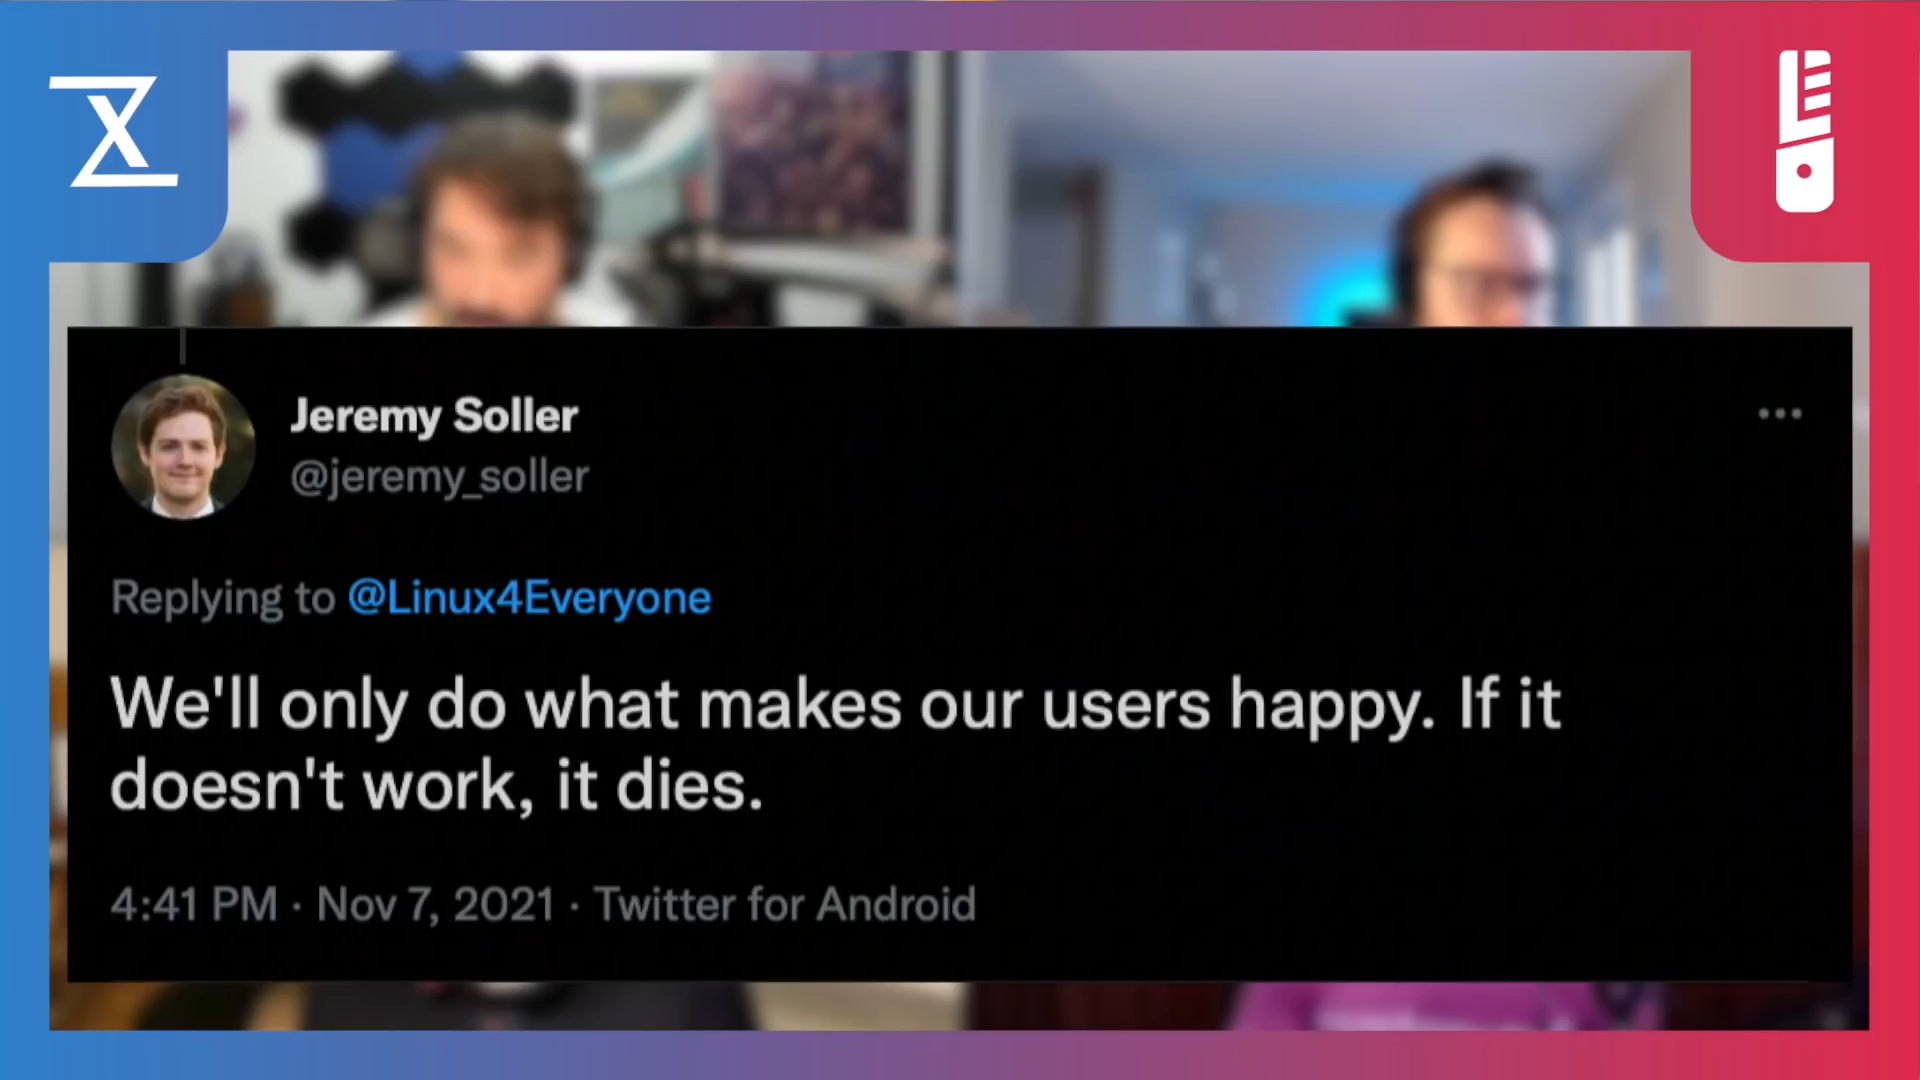 Jeremy Soller
@jeremy_soller
Replying to @Linux4Everyone
We'll only do what makes our users happy. If it
doesn't work, it dies.
4:41 PM · Nov 7, 2021 · Twitter for Android